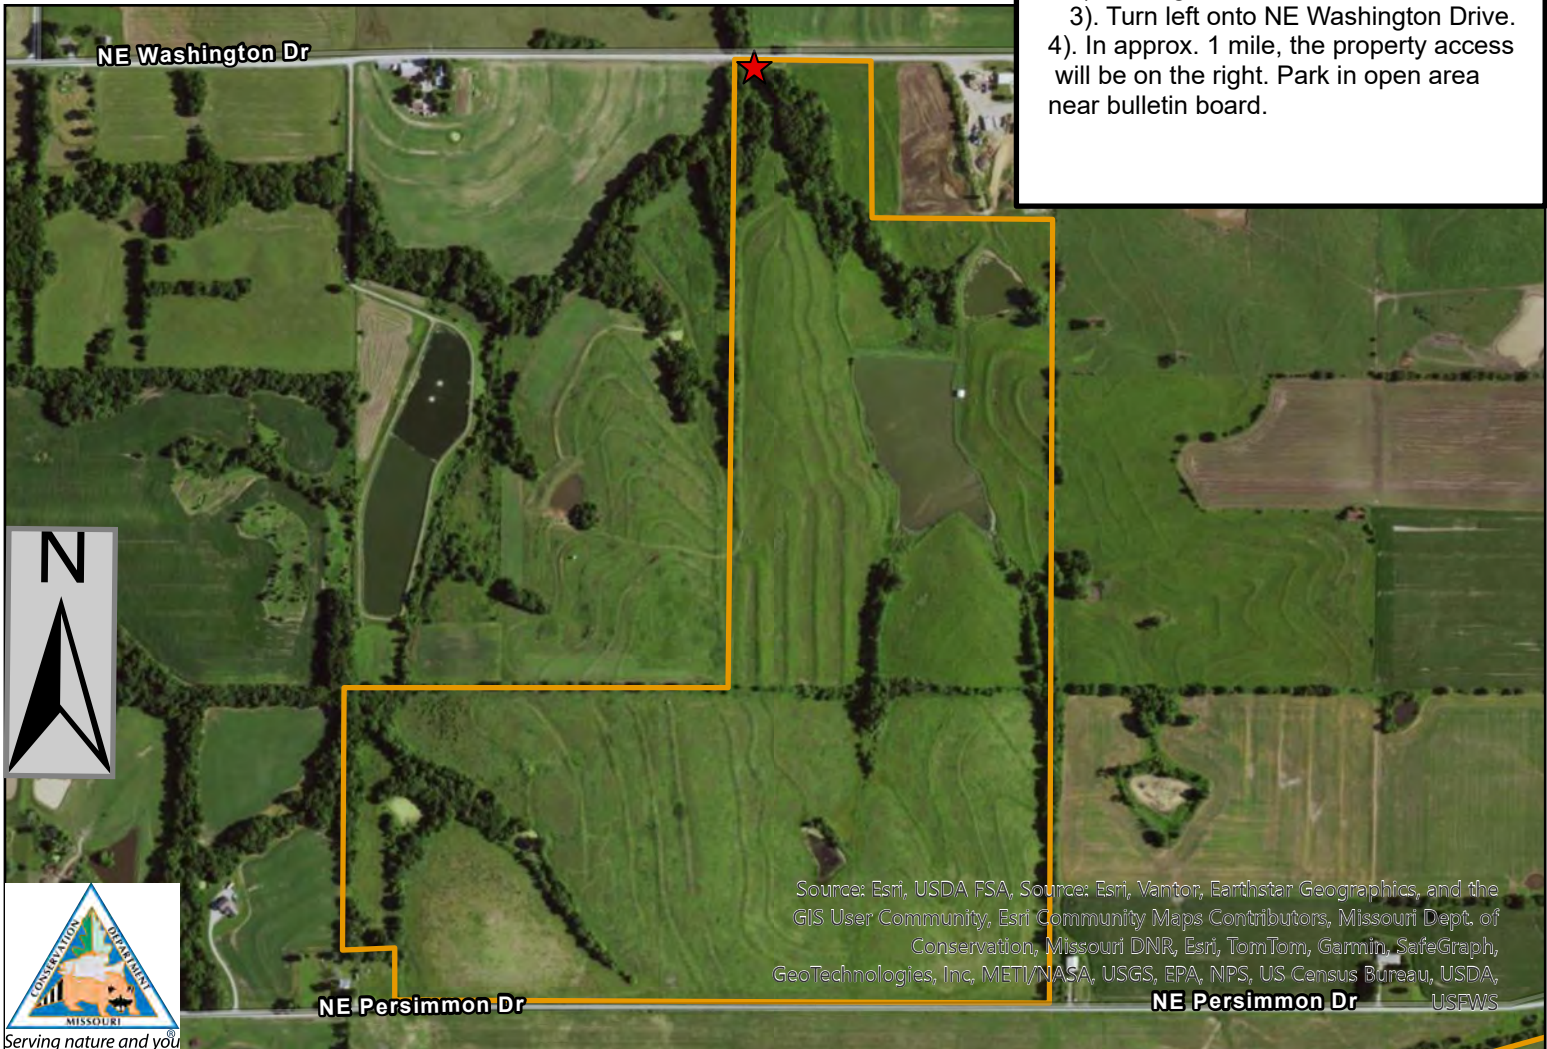 3). Turn left onto NE Washington Drive.
4). In approx. 1 mile, the property access
will be on the right. Park in open area
near bulletin board.
NE Washington Dr
N
Source: Esri, USDA FSA, Source: Esri, Vantor, Earthstar Geographics, and the
GIS User Community, Esri Community Maps Contributors, Missouri Dept. of
Conservation, Missouri DNR, Esri, TomTom, Garmin, SafeGraph,
GeoTechnologies, Inc, METI/NASA, USGS, EPA, NPS, US Census Bureau, USDA,
USFWS
NE Persimmon Dr
NE Persimmon Dr
CONSERVATION
DEPARTMENT
MISSOURI
®
Serving nature and you